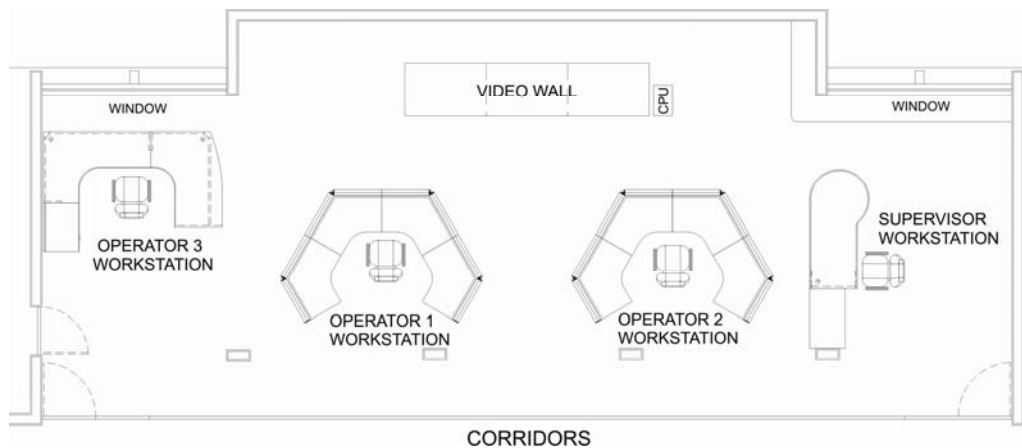 VIDEO WALL
CPU
WINDOW
WINDOW
OPERATOR 3
WORKSTATION
SUPERVISOR
WORKSTATION
OPERATOR 1
WORKSTATION
OPERATOR 2
WORKSTATION
CORRIDORS